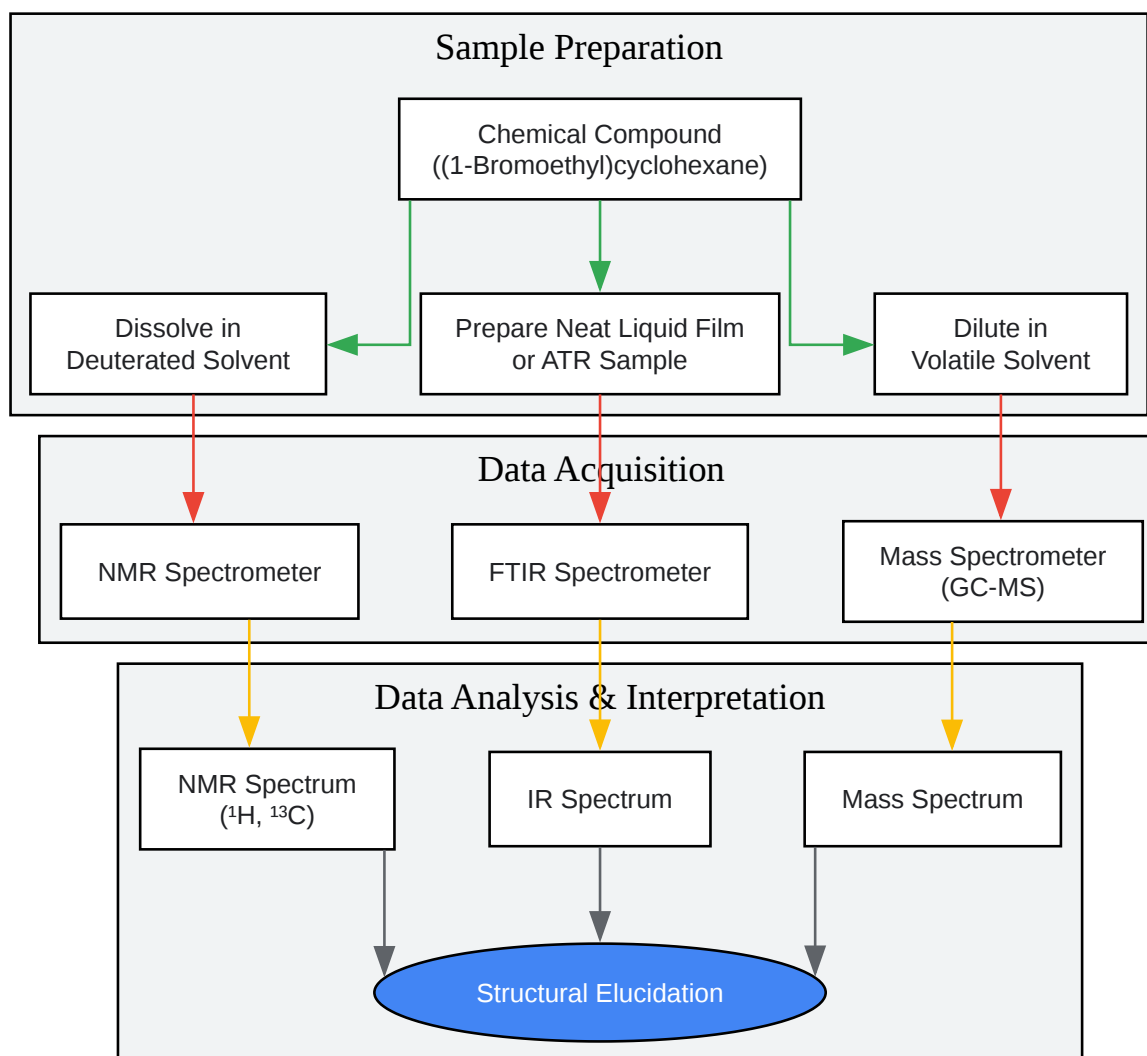 Sample Preparation
Chemical Compound
((1-Bromoethyl)cyclohexane)
Dissolve in
Deuterated Solvent
Prepare Neat Liquid Film
or ATR Sample
Dilute in
Volatile Solvent
Data Acquisition
NMR Spectrometer
FTIR Spectrometer
Mass Spectrometer
(GC-MS)
Data Analysis & Interpretation
NMR Spectrum
(¹H, ¹³C)
IR Spectrum
Mass Spectrum
Structural Elucidation